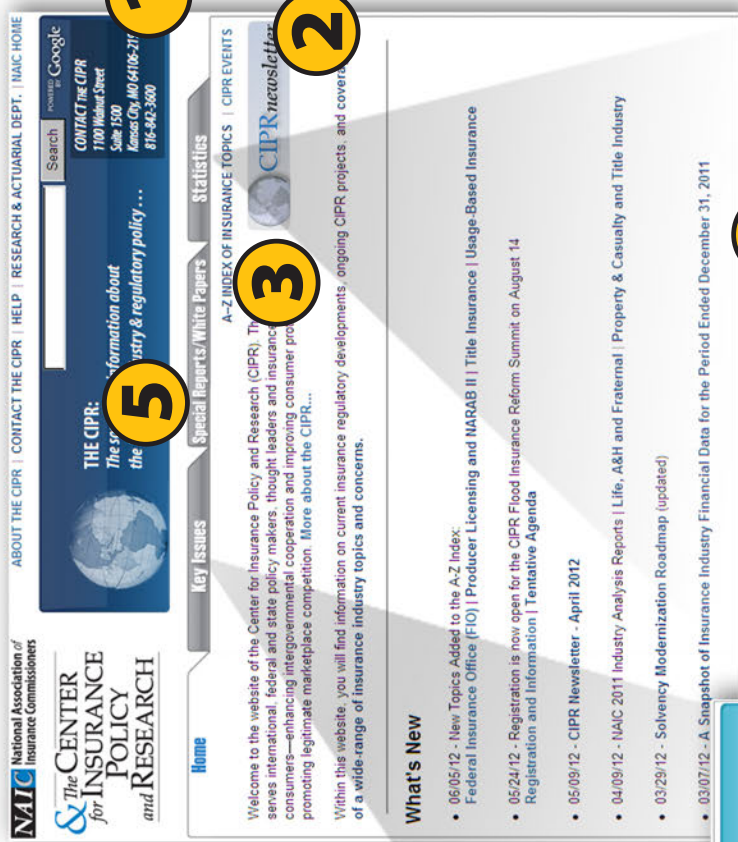 NAIC National Association of
Insurance Commissioners
& The CENTER
for INSURANCE
POLICY
and RESEARCH
ABOUT THE CIPR | CONTACT THE CIPR | HELP | RESEARCH & ACTUARIAL DEPT. | NAIC HOME
Search
POWERED BY Google
THE CIPR:
The
the
5
CONTACT THE CIPR
1100 Walnut Street
Suite 1500
Kansas City, MO 64106-219
816-842-3600
Home
Key Issues
Special Reports/White Papers
Statistics
A-Z INDEX OF INSURANCE TOPICS | CIPR EVENTS
CIPR newsletter
2
3
Welcome to the website of the Center for Insurance Policy and Research (CIPR).
serves international, federal and state policy makers, thought leaders and insurance
consumers—enhancing intergovernmental cooperation and improving consumer
promoting legitimate marketplace competition. More about the CIPR...
Within this website, you will find information on current insurance regulatory developments, ongoing CIPR projects, and
of a wide-range of insurance industry topics and concerns.
What's New
• 06/05/12 - New Topics Added to the A-Z Index:
Federal Insurance Office (FIO) | Producer Licensing and NARAB II | Title Insurance | Usage-Based Insurance
• 05/24/12 - Registration is now open for the CIPR Flood Insurance Reform Summit on August 14
Registration and Information | Tentative Agenda
• 05/09/12 - CIPR Newsletter - April 2012
• 04/09/12 - NAIC 2011 Industry Analysis Reports | Life, A&H and Fraternal | Property & Casualty and Title Industry
• 03/29/12 - Solvency Modernization Roadmap (updated)
• 03/07/12 - A Snapshot of Insurance Industry Financial Data for the Period Ended December 31, 2011